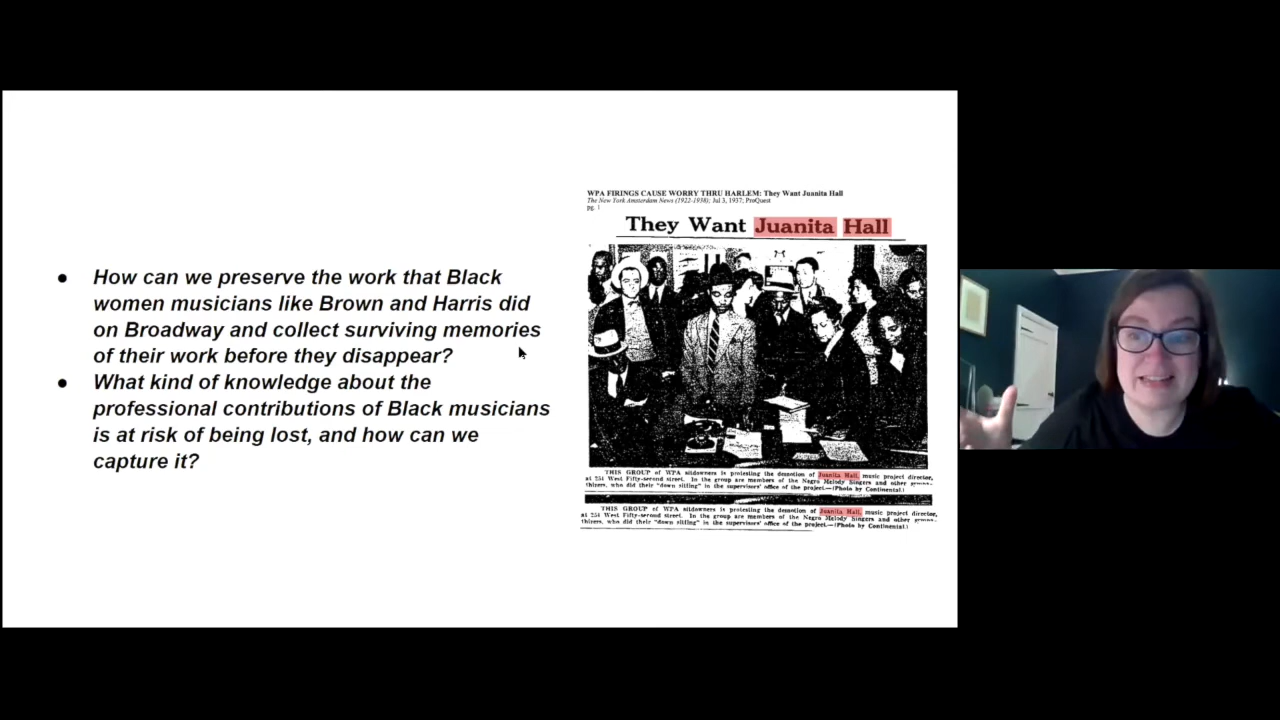 ● How can we preserve the work that Black
women musicians like Brown and Harris did
on Broadway and collect surviving memories
of their work before they disappear?
● What kind of knowledge about the
professional contributions of Black musicians
is at risk of being lost, and how can we
capture it?
WPA FIRINGS CAUSE WORRY THRU HARLEM: They Want Juanita Hall
The New York Amsterdam News (1922-1938); Jul 3, 1937; ProQuest
pg. 1
They Want Juanita Hall
THIS GROUP of WPA sitdowners is protesting the demotion of Juanita Hall, music project director,
at 254 West Fifty-second street. In the group are members of the Negro Melody Singers and other
who did their "down sitting" in the supervisors' office of the project.—(Photo by Continental)
THIS GROUP of WPA sitdowners is protesting the demotion of Juanita Hall, music project director,
at 254 West Fifty-second street. In the group are members of the Negro Melody Singers and other
who did their "down sitting" in the supervisors' office of the project.—(Photo by Continental)